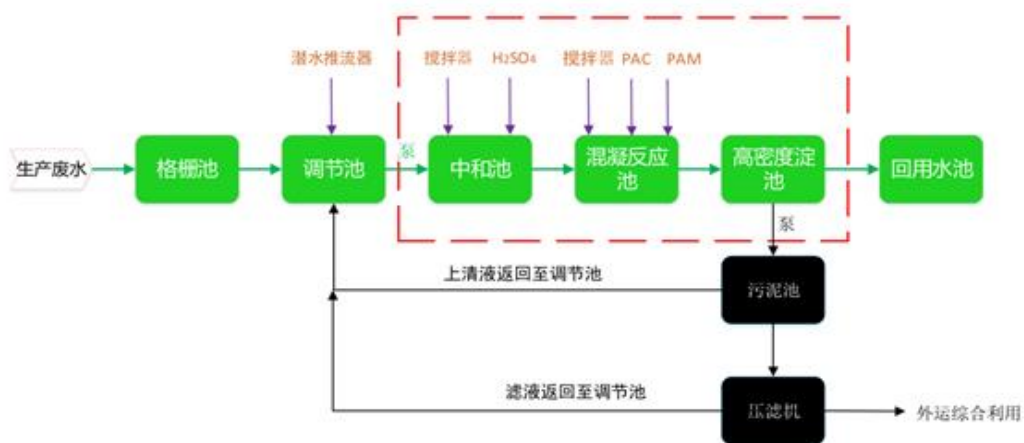 潜水推流器
搅拌器
H₂SO₄
搅拌器
PAC
PAM
生产废水
格栅池
调节池
泵
中和池
混凝反应
池
高密度淀
池
回用水池
泵
上清液返回至调节池
污泥池
滤液返回至调节池
压滤机
外运综合利用